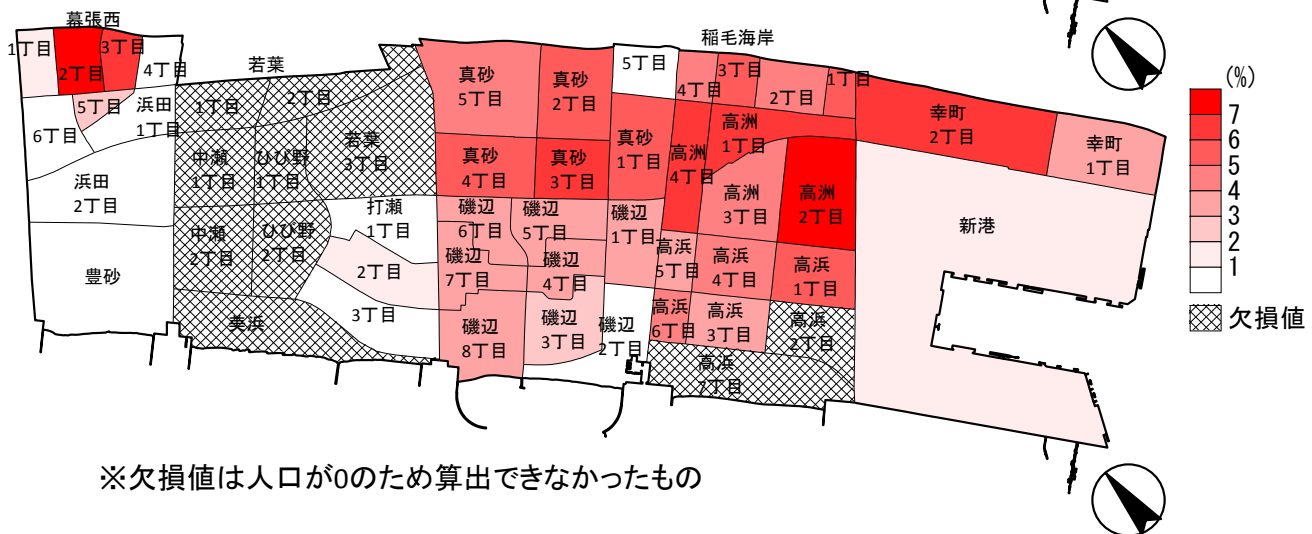 幕張西
1丁目
2丁目
3丁目
4丁目
5丁目
6丁目
浜田
1丁目
浜田
2丁目
豊砂
若葉
1丁目
2丁目
若葉
3丁目
中瀬
1丁目
ひび野
1丁目
中瀬
2丁目
ひび野
2丁目
美浜
打瀬
1丁目
2丁目
3丁目
真砂
5丁目
真砂
2丁目
真砂
4丁目
真砂
3丁目
真砂
1丁目
磯辺
6丁目
磯辺
5丁目
磯辺
1丁目
磯辺
7丁目
磯辺
4丁目
磯辺
8丁目
磯辺
3丁目
磯辺
2丁目
稲毛海岸
5丁目
4丁目
3丁目
2丁目
1丁目
高洲
1丁目
高洲
4丁目
高洲
3丁目
高洲
2丁目
高浜
5丁目
高浜
4丁目
高浜
1丁目
高浜
6丁目
高浜
3丁目
高浜
2丁目
高浜
7丁目
幸町
2丁目
幸町
1丁目
新港
(%)
7
6
5
4
3
2
1
欠損値
※欠損値は人口が0のため算出できなかったもの